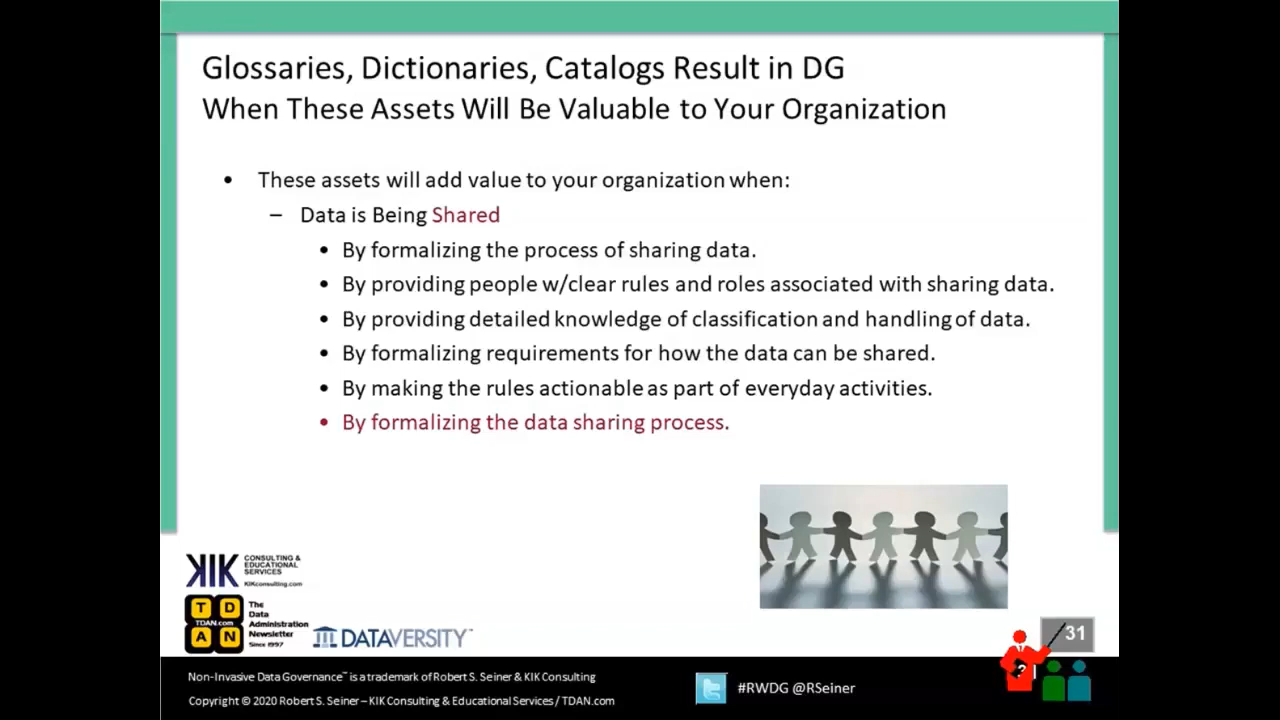 Glossaries, Dictionaries, Catalogs Result in DG
When These Assets Will Be Valuable to Your Organization
• These assets will add value to your organization when:
– Data is Being Shared
• By formalizing the process of sharing data.
• By providing people w/clear rules and roles associated with sharing data.
• By providing detailed knowledge of classification and handling of data.
• By formalizing requirements for how the data can be shared.
• By making the rules actionable as part of everyday activities.
• By formalizing the data sharing process.
KIK CONSULTING &
EDUCATIONAL
SERVICES
KIKconsulting.com
T D
TDAN.com
A N
The
Data
Administration
Newsletter
Since 1997
DATAVERSITY™
31
Non-Invasive Data Governance™ is a trademark of Robert S. Seiner & KIK Consulting
Copyright © 2020 Robert S. Seiner – KIK Consulting & Educational Services / TDAN.com
#RWDG @RSeiner